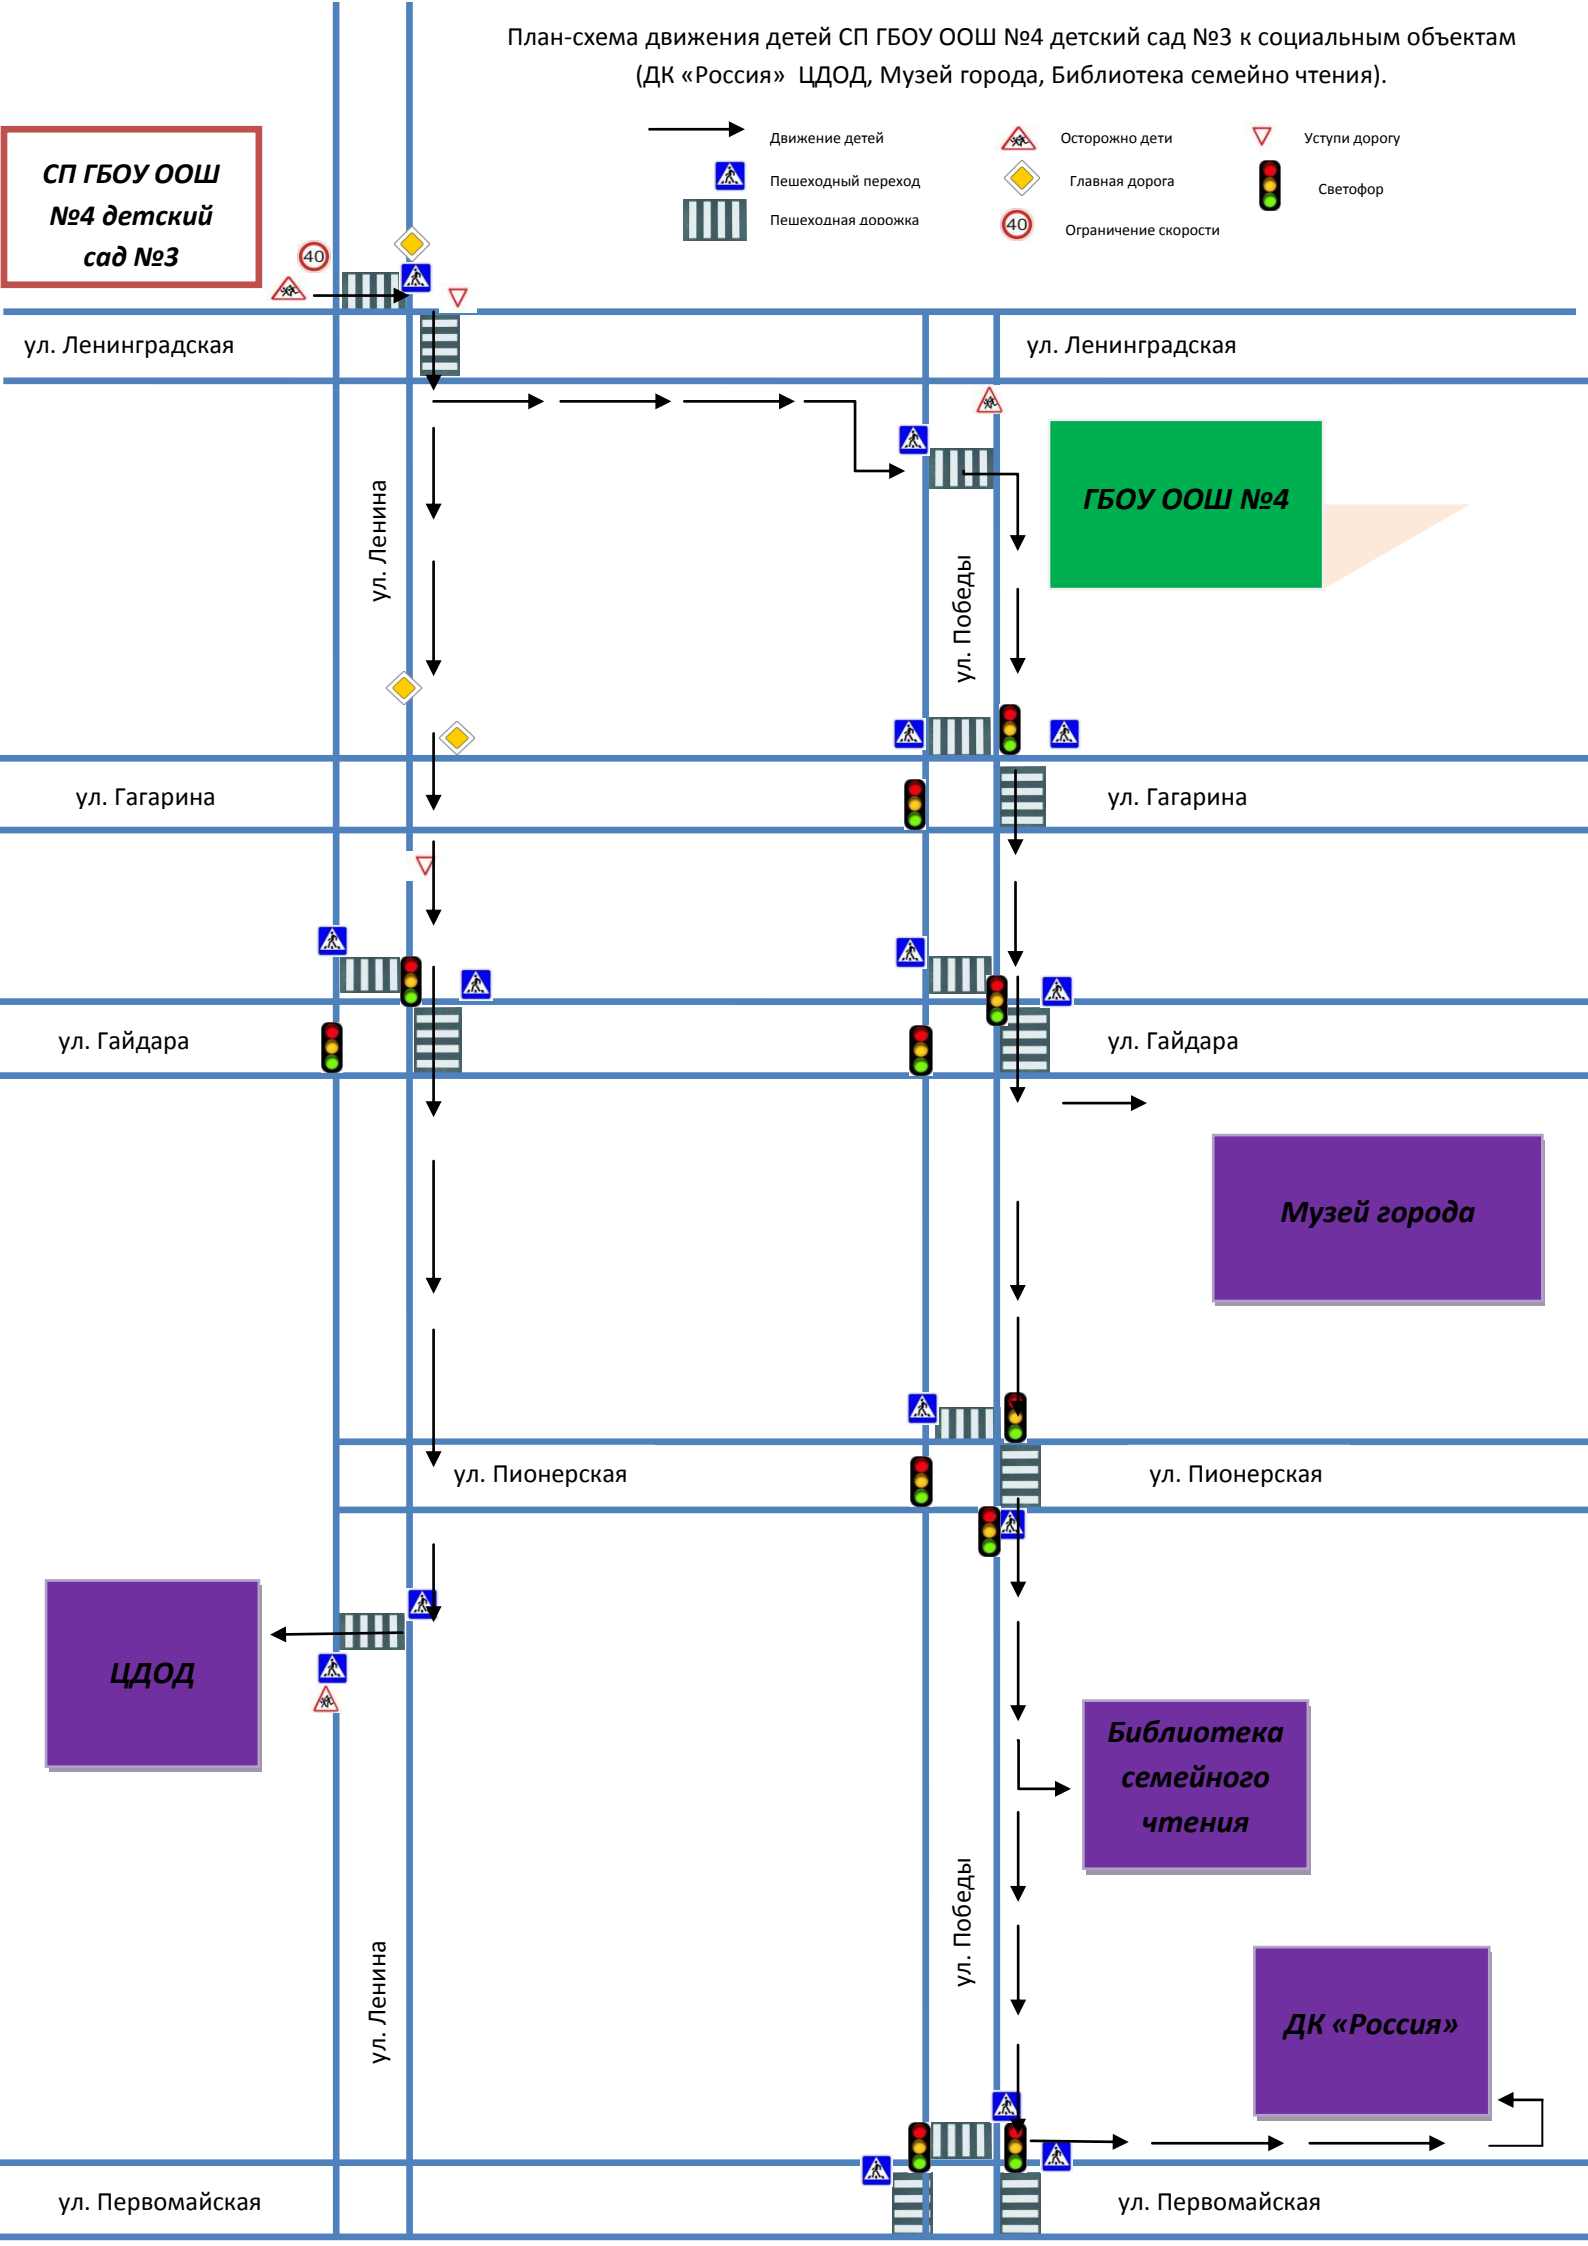 План-схема движения детей СП ГБОУ ООШ №4 детский сад №3 к социальным объектам
(ДК «Россия» ЦДОД, Музей города, Библиотека семейно чтения).
Движение детей
Осторожно дети
Уступи дорогу
Пешеходный переход
Главная дорога
Светофор
Пешеходная дорожка
40
Ограничение скорости
СП ГБОУ ООШ
№4 детский
сад №3
40
ул. Ленинградская
ул. Ленинградская
ГБОУ ООШ №4
ул. Ленина
ул. Победы
ул. Гагарина
ул. Гагарина
ул. Гайдара
ул. Гайдара
Музей города
ул. Пионерская
ул. Пионерская
ЦДОД
Библиотека
семейного
чтения
ул. Победы
ул. Ленина
ДК «Россия»
ул. Первомайская
ул. Первомайская